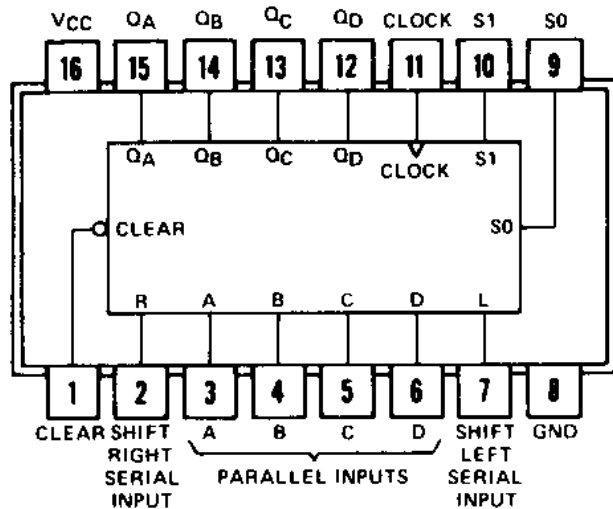 VCC QA QB QC QD CLOCK S1 S0
16 15 14 13 12 11 10 9
QA QB QC QD CLOCK S1
CLEAR S0
R A B C D L
1 2 3 4 5 6 7 8
CLEAR SHIFT RIGHT SERIAL INPUT A B C D SHIFT LEFT SERIAL INPUT GND
PARALLEL INPUTS